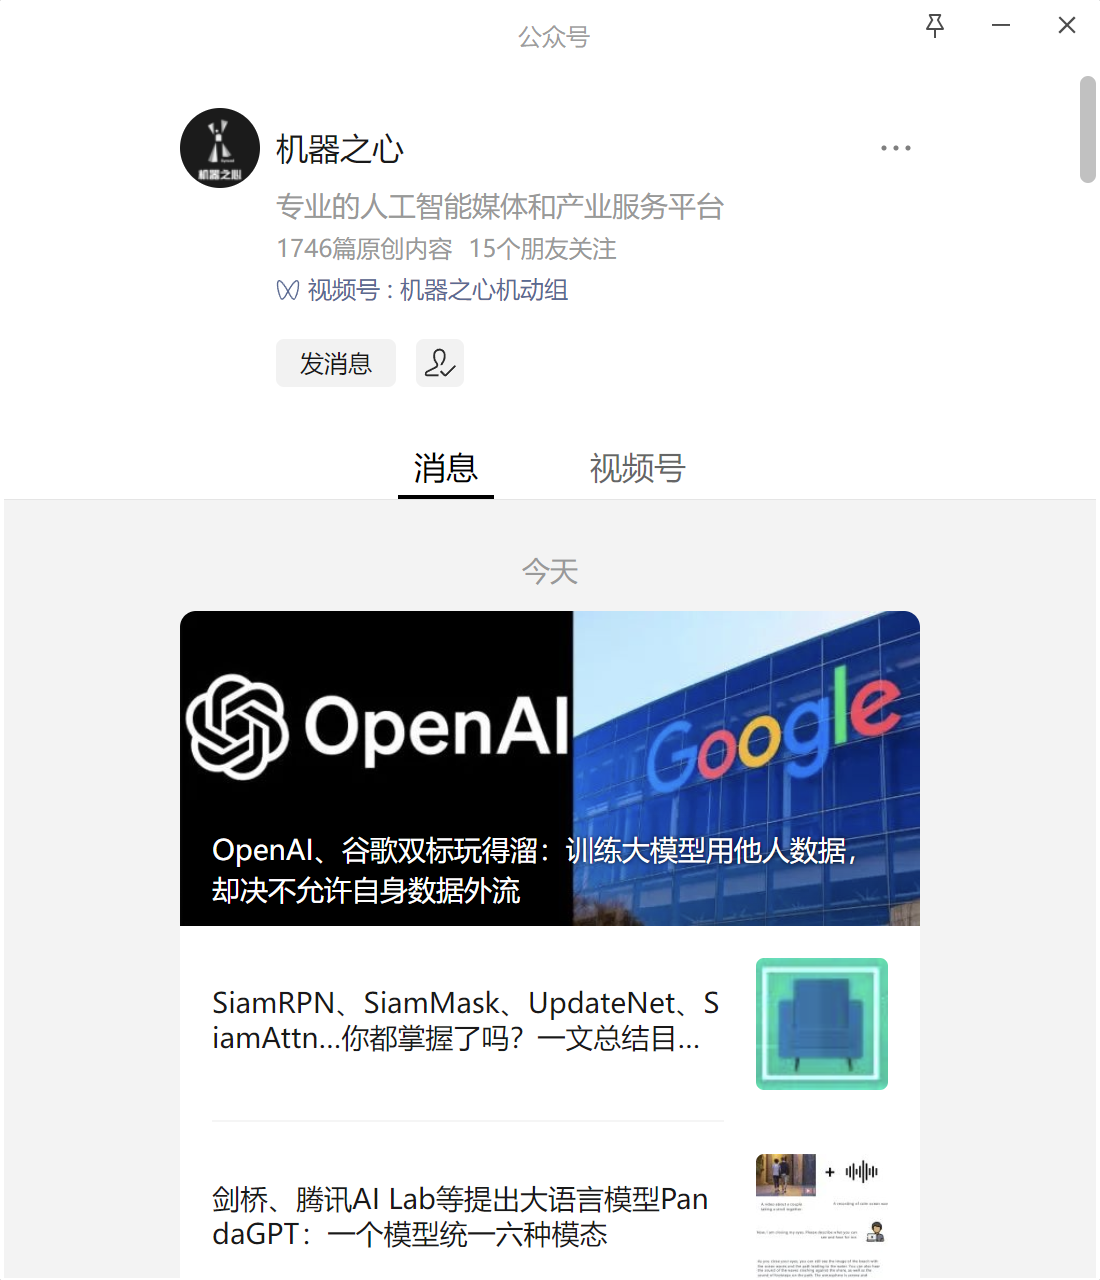 公众号
机器之心
机器之心
专业的人工智能媒体和产业服务平台
1746篇原创内容 15个朋友关注
视频号：机器之心机动组
发消息
消息 视频号
今天
OpenAI
Google
OpenAI、谷歌双标玩得溜：训练大模型用他人数据，
却决不允许自身数据外流
SiamRPN、SiamMask、UpdateNet、S
iamAttn...你都掌握了吗？一文总结目...
剑桥、腾讯AI Lab等提出大语言模型Pan
daGPT：一个模型统一六种模态